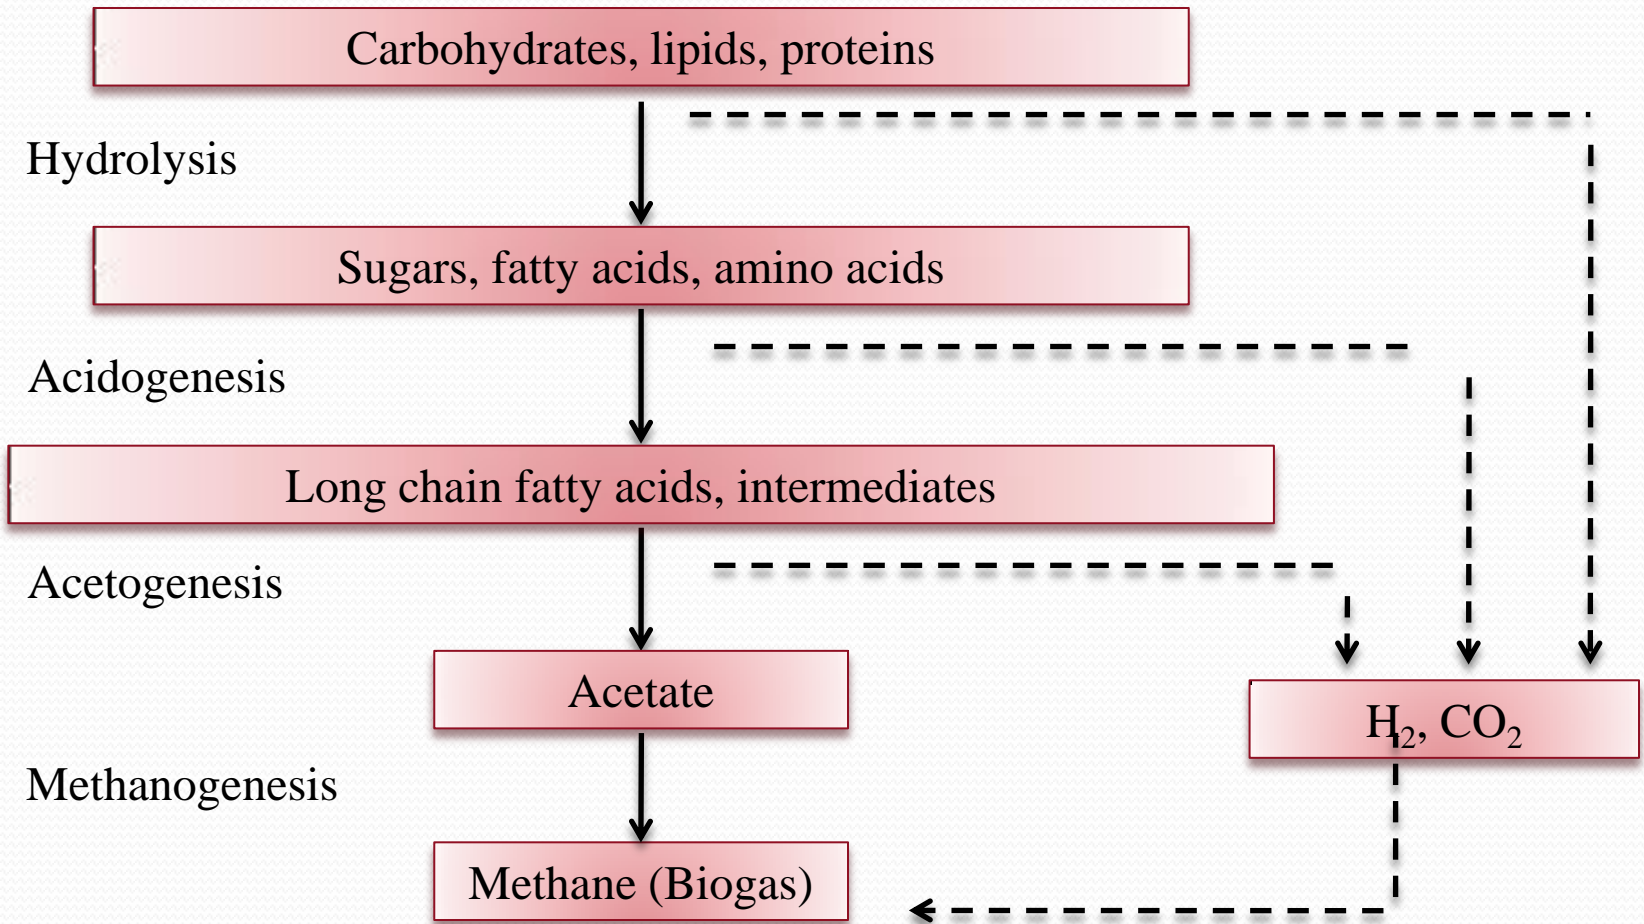 Carbohydrates, lipids, proteins
Hydrolysis
Sugars, fatty acids, amino acids
Acidogenesis
Long chain fatty acids, intermediates
Acetogenesis
Acetate
H₂, CO₂
Methanogenesis
Methane (Biogas)